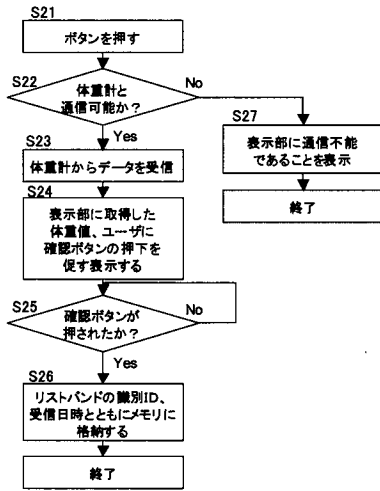 S21
ボタンを押す
S22
体重計と
通信可能か？
No
Yes
S27
表示部に通信不能
であることを表示
終了
S23
体重計からデータを受信
S24
表示部に取得した
体重値、ユーザに
確認ボタンの押下を
促す表示する
S25
確認ボタンが
押されたか？
No
Yes
S26
リストバンドの識別ID、
受信日時とともにメモリに
格納する
終了